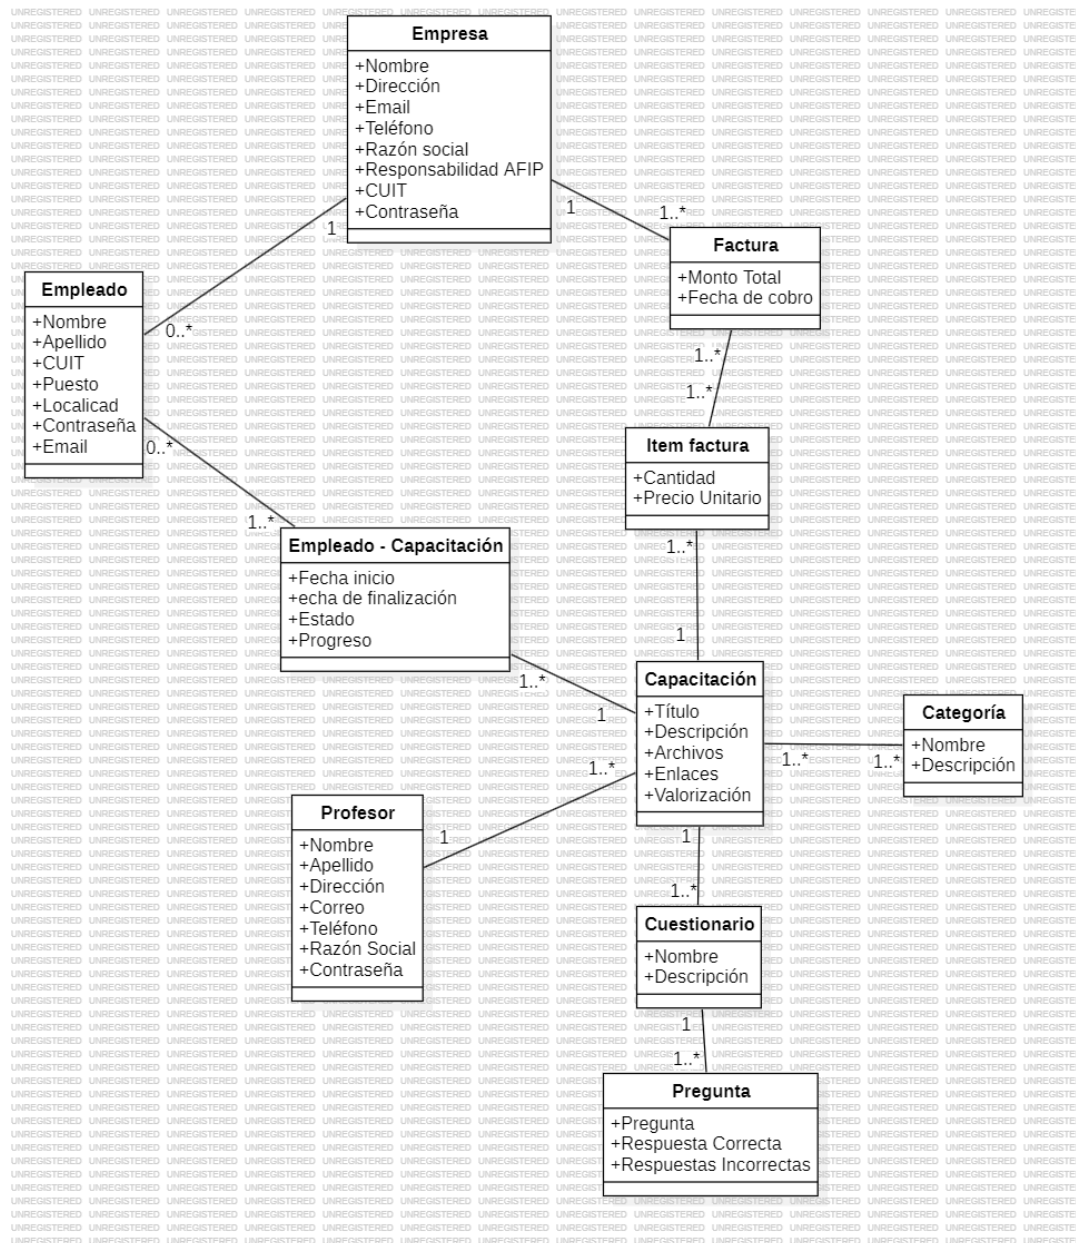 Empresa
+Nombre
+Dirección
+Email
+Teléfono
+Razón social
+Responsabilidad AFIP
+CUIT
+Contraseña
1
1
1..*
Factura
+Monto Total
+Fecha de cobro
Empleado
+Nombre
+Apellido
+CUIT
+Puesto
+Localicad
+Contraseña
+Email
0..*
0..*
1..*
1..*
1..*
Item factura
+Cantidad
+Precio Unitario
1..*
Empleado - Capacitación
+Fecha inicio
+echa de finalización
+Estado
+Progreso
1..*
1
1
Capacitación
+Título
+Descripción
+Archivos
+Enlaces
+Valorización
1..*
1..*
Categoría
+Nombre
+Descripción
1..*
1
Profesor
+Nombre
+Apellido
+Dirección
+Correo
+Teléfono
+Razón Social
+Contraseña
1
1..*
Cuestionario
+Nombre
+Descripción
1
1..*
Pregunta
+Pregunta
+Respuesta Correcta
+Respuestas Incorrectas
UNREGISTERED